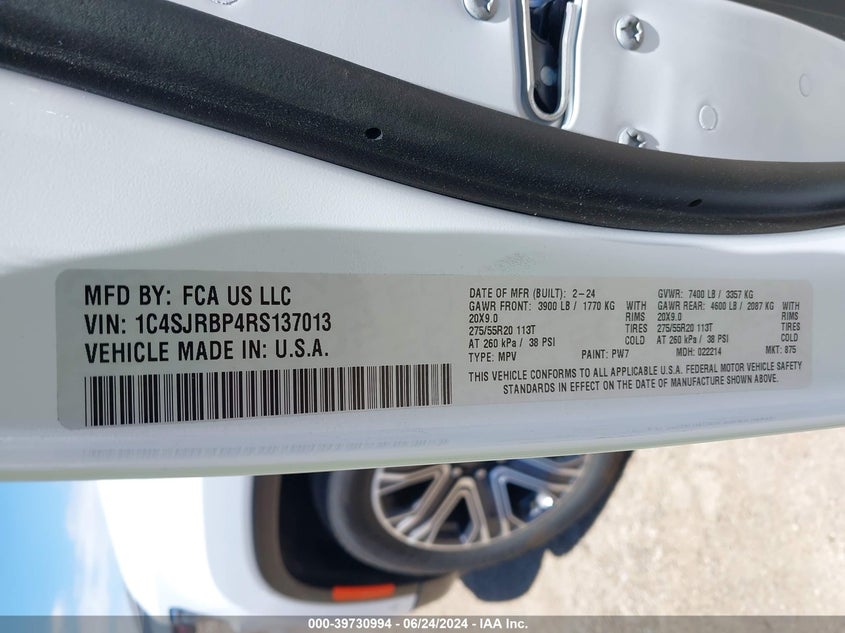 MFD BY: FCA US LLC
VIN: 1C4SJRBP4RS137013
VEHICLE MADE IN: U.S.A.
DATE OF MFR (BUILT): 2-24 GVWR: 7400 LB / 3357 KG
GAWR FRONT: 3900 LB / 1770 KG WITH GAWR REAR: 4600 LB / 2087 KG WITH
20X9.0 RIMS 20X9.0 RIMS
275/55R20 113T 275/55R20 113T
AT 260 kPa / 38 PSI COLD AT 260 kPa / 38 PSI COLD
TYPE: MPV PAINT: PW7 MDH: 022214 MKT: 875
THIS VEHICLE CONFORMS TO ALL APPLICABLE U.S.A. FEDERAL MOTOR VEHICLE SAFETY
STANDARDS IN EFFECT ON THE DATE OF MANUFACTURE SHOWN ABOVE.
000-39730994 - 06/24/2024 - IAA Inc.